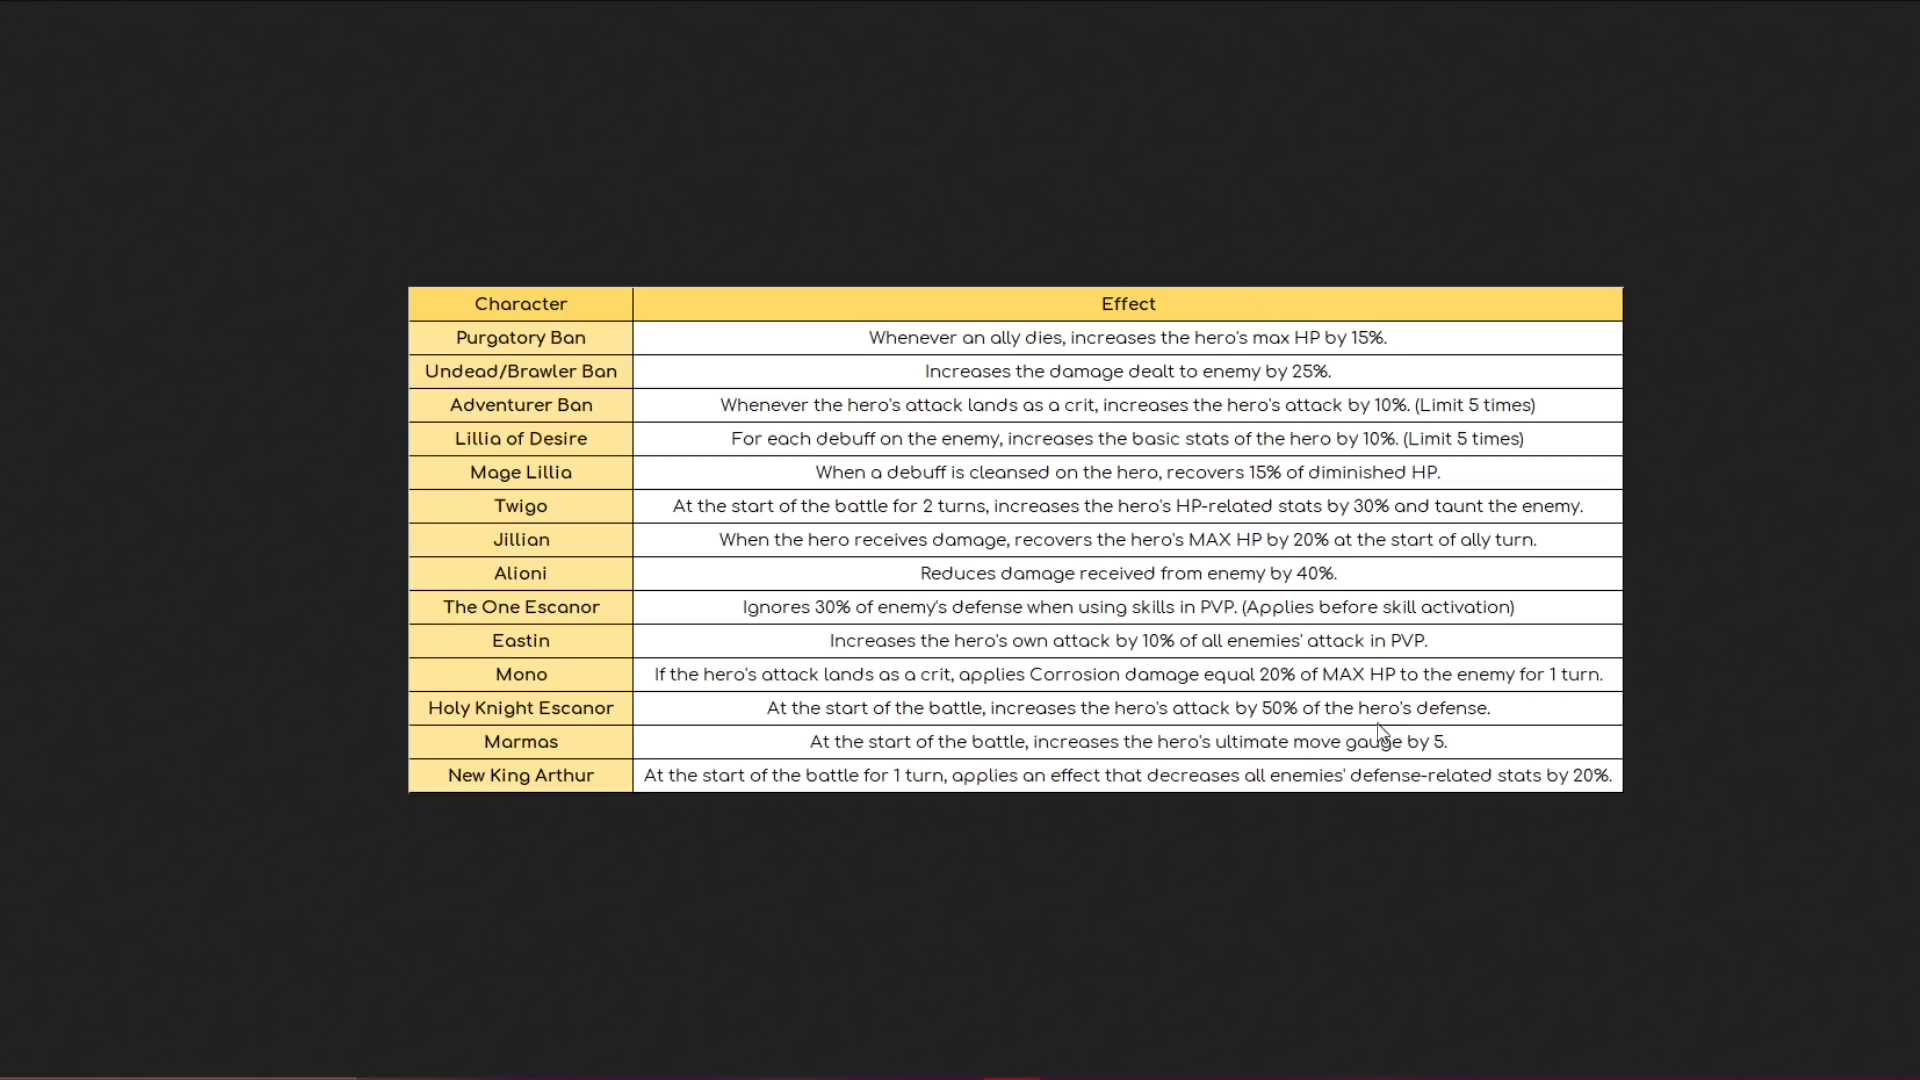 Character Effect
Purgatory Ban Whenever an ally dies, increases the hero's max HP by 15%.
Undead/Brawler Ban Increases the damage dealt to enemy by 25%.
Adventurer Ban Whenever the hero's attack lands as a crit, increases the hero's attack by 10%. (Limit 5 times)
Lillia of Desire For each debuff on the enemy, increases the basic stats of the hero by 10%. (Limit 5 times)
Mage Lillia When a debuff is cleansed on the hero, recovers 15% of diminished HP.
Twigo At the start of the battle for 2 turns, increases the hero's HP-related stats by 30% and taunt the enemy.
Jillian When the hero receives damage, recovers the hero's MAX HP by 20% at the start of ally turn.
Alioni Reduces damage received from enemy by 40%.
The One Escanor Ignores 30% of enemy's defense when using skills in PVP. (Applies before skill activation)
Eastin Increases the hero's own attack by 10% of all enemies' attack in PVP.
Mono If the hero's attack lands as a crit, applies Corrosion damage equal 20% of MAX HP to the enemy for 1 turn.
Holy Knight Escanor At the start of the battle, increases the hero's attack by 50% of the hero's defense.
Marmas At the start of the battle, increases the hero's ultimate move gauge by 5.
New King Arthur At the start of the battle for 1 turn, applies an effect that decreases all enemies' defense-related stats by 20%.